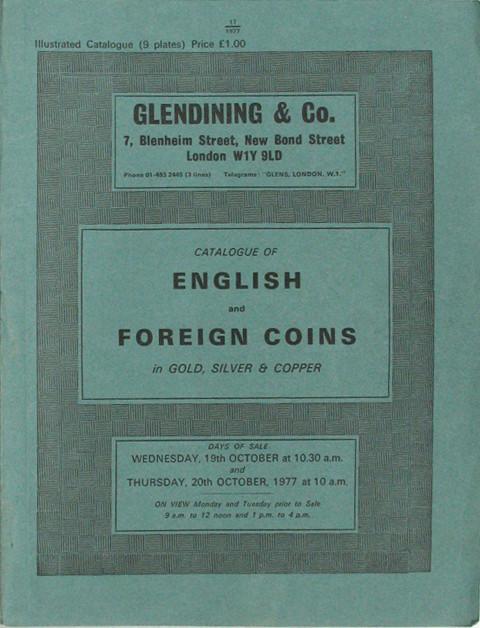 17
1977
Illustrated Catalogue (9 plates) Price £1.00
GLENDINING & Co.
7, Blenheim Street, New Bond Street
London W1Y 9LD
Phone 01-493 2445 (3 lines) Telegrams: "GLENS, LONDON, W.1."
CATALOGUE OF
ENGLISH
and
FOREIGN COINS
in GOLD, SILVER & COPPER
DAYS OF SALE
WEDNESDAY, 19th OCTOBER at 10.30 a.m.
and
THURSDAY, 20th OCTOBER, 1977 at 10 a.m.
ON VIEW Monday and Tuesday prior to Sale
9 a.m. to 12 noon and 1 p.m. to 4 p.m.